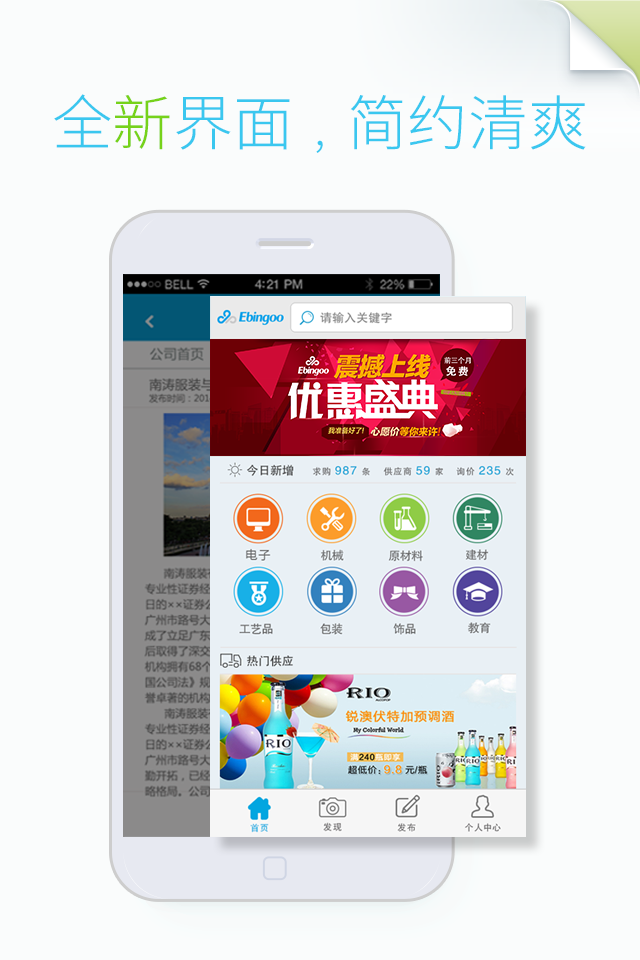 全新界面，简约清爽
BELL
4:21 PM
22%
Ebingoo
请输入关键字
公司首页
南涛服装与
发布时间：201
Ebingoo
震撼上线
前三个月
免费
优惠盛典
我准备好了！
心愿价等你来许！
今日新增
求购 987 条
供应商 59 家
询价 235 次
电子
机械
原材料
建材
工艺品
包装
饰品
教育
热门供应
南涛服装
专业性证券经
日的××证券公
广州市路号大
成了立足广东
后取得了深交
机构拥有68个
国公司法》规
誉卓著的机构
南涛服装
专业性证券经
日的××证券公
广州市路号大
勤开拓，已经
略格局。公司
RIO
RIO
锐澳伏特加预调酒
My Colorful World
满240瓶即享
超低价：9.8 元/瓶
首页
发现
发布
个人中心